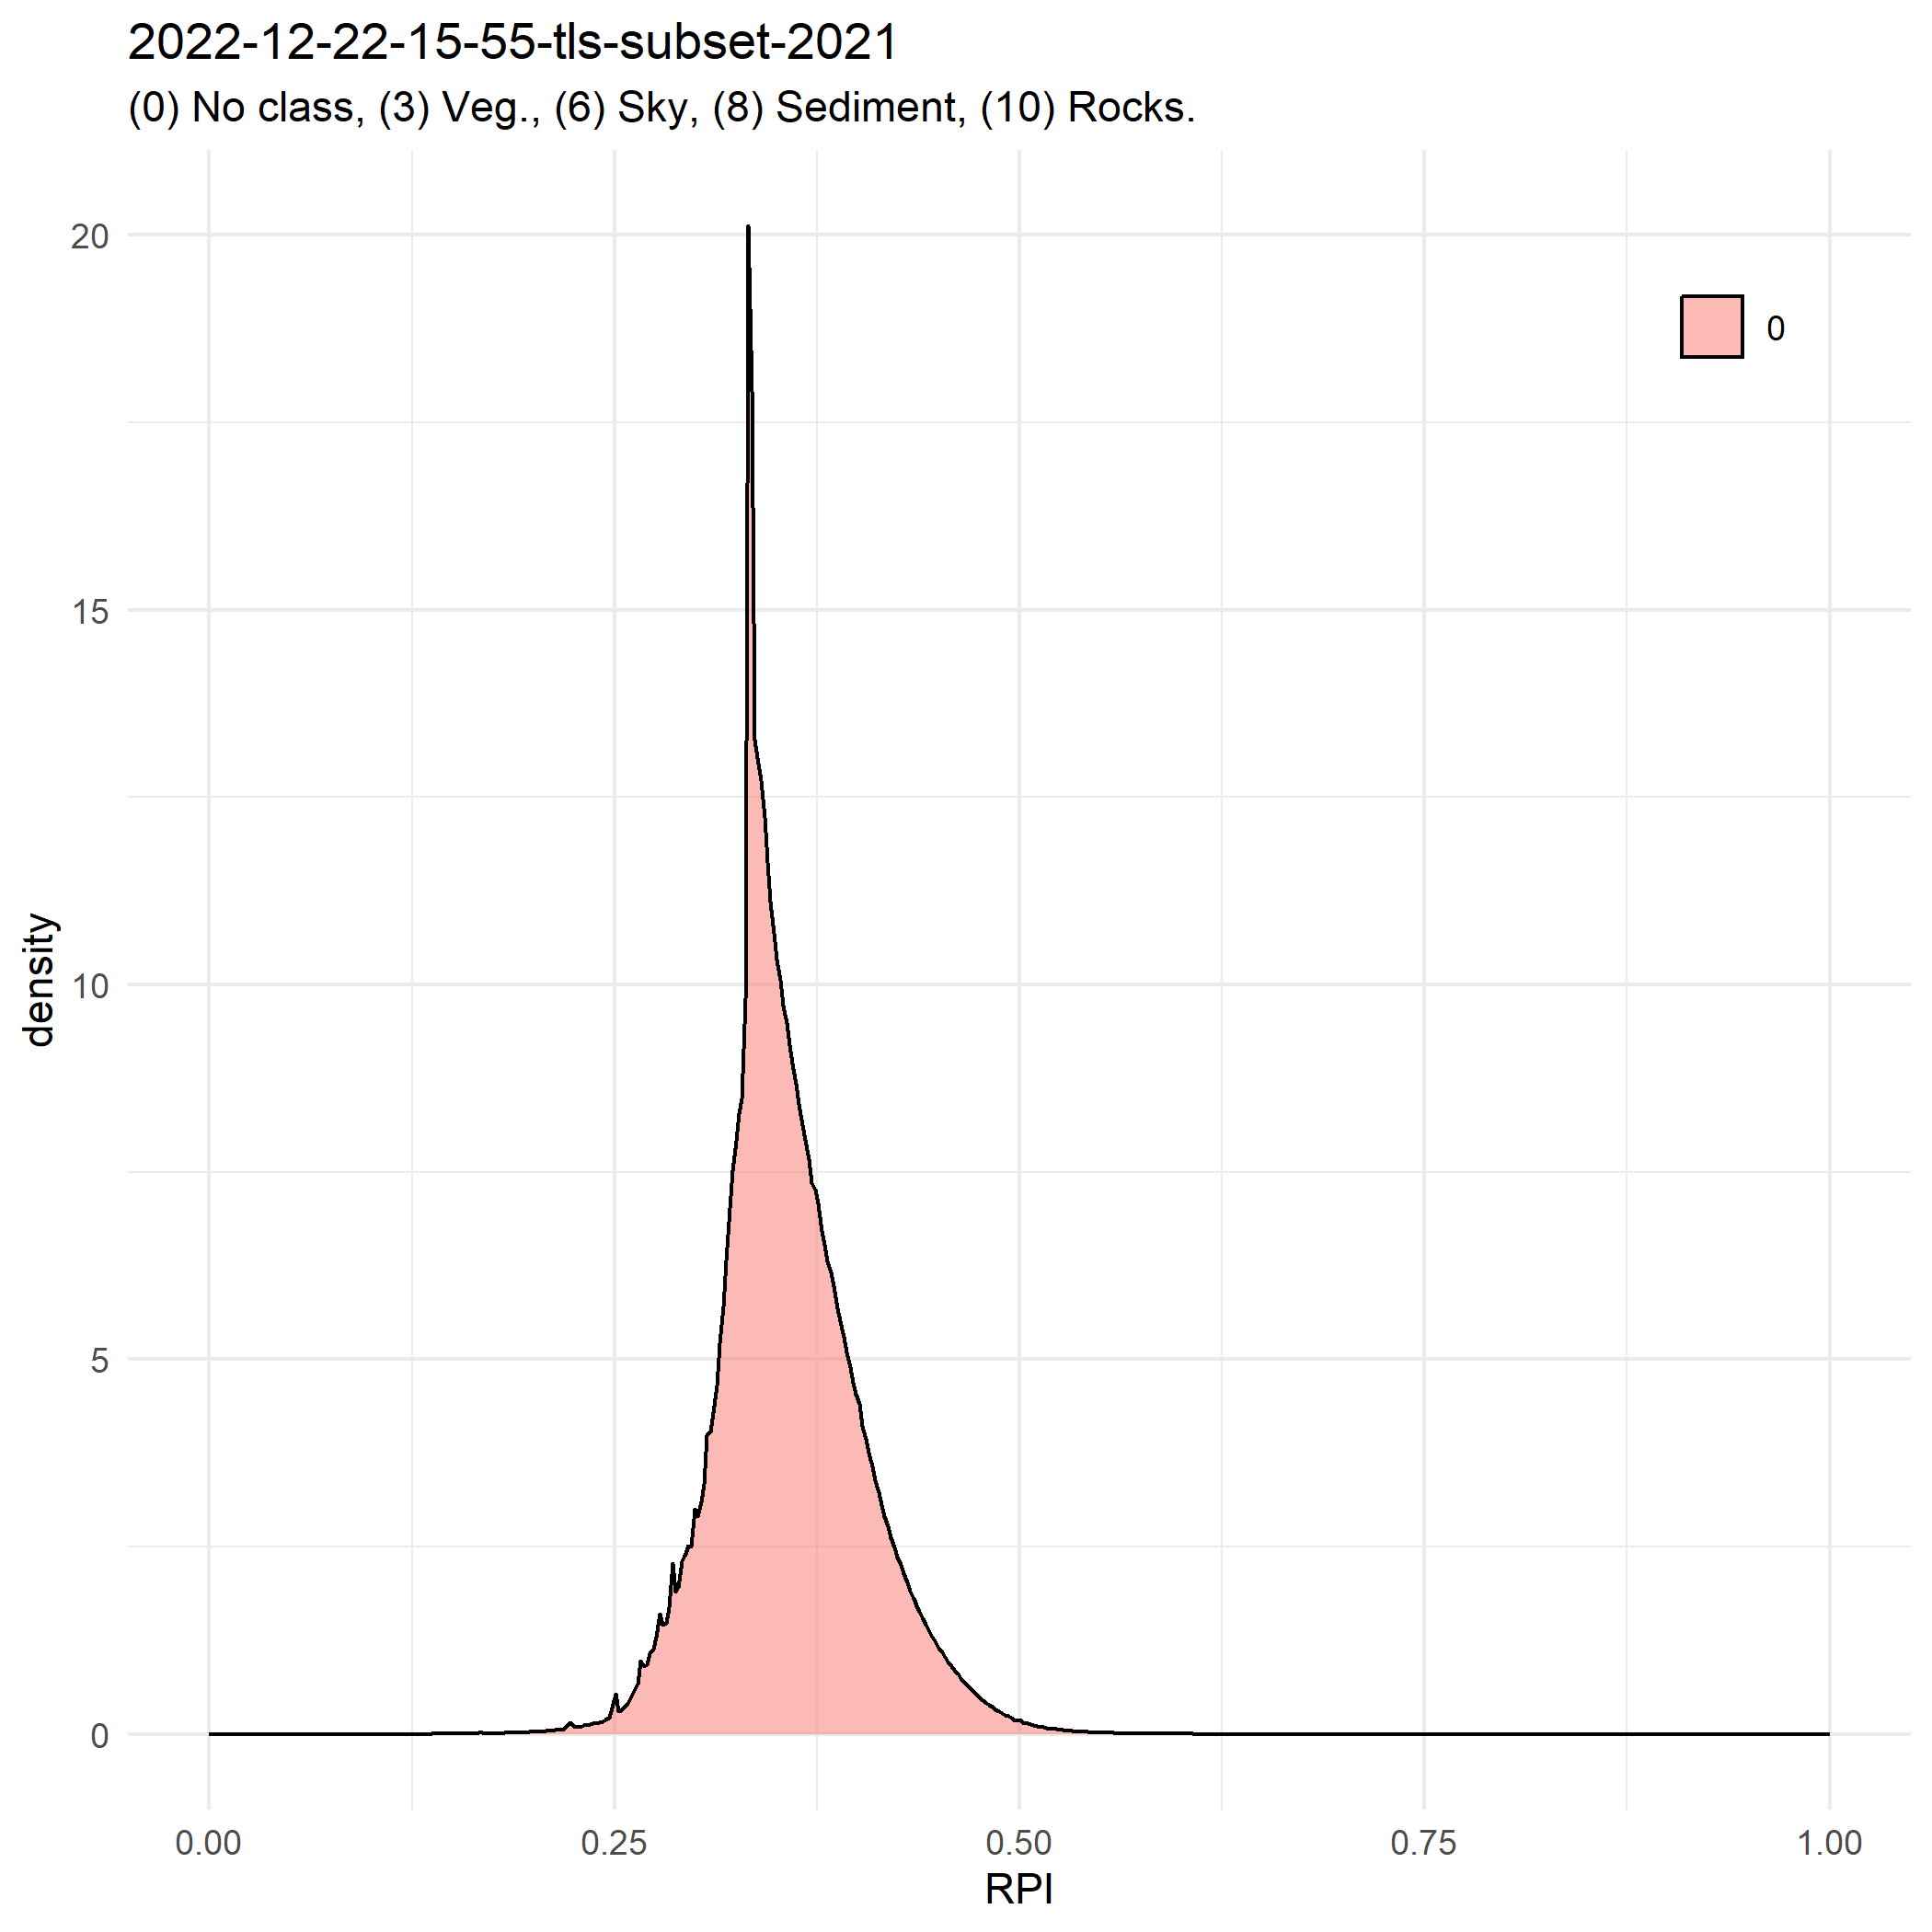 2022-12-22-15-55-tls-subset-2021
(0) No class, (3) Veg., (6) Sky, (8) Sediment, (10) Rocks.
20
15
10
5
0
density
0
0.00 0.25 0.50 0.75 1.00
RPI